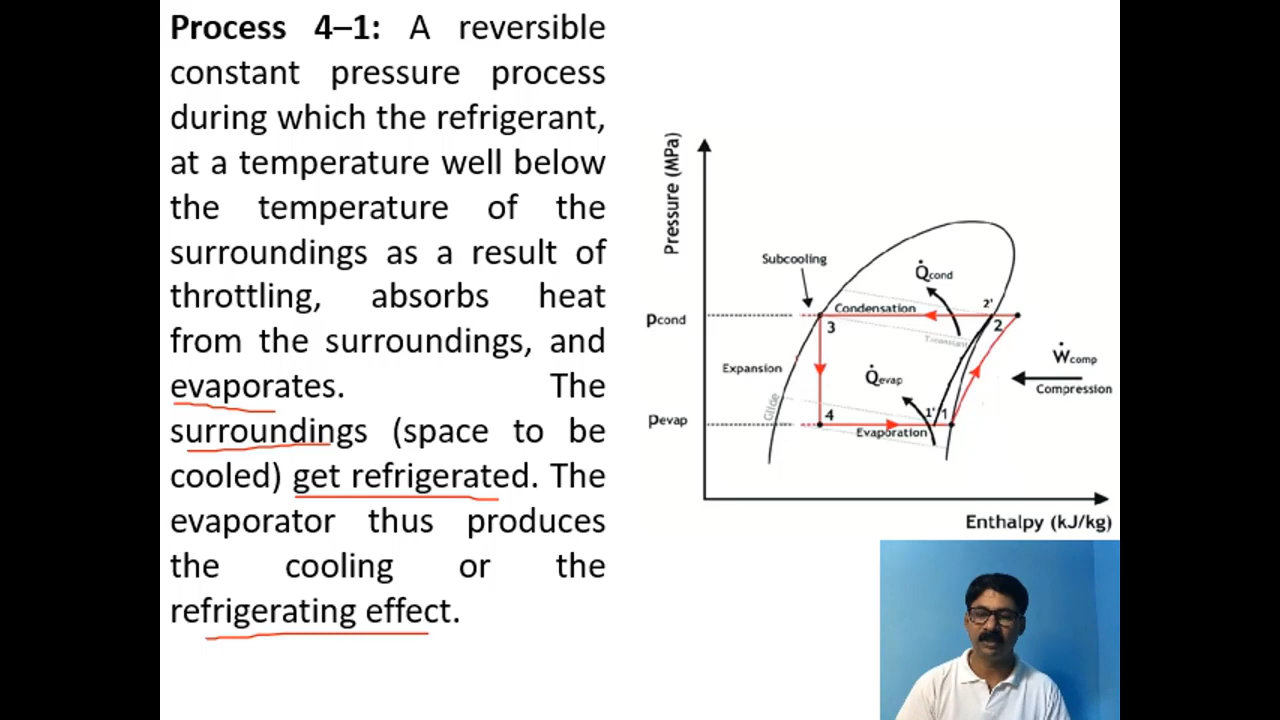 Process 4–1: A reversible
constant pressure process
during which the refrigerant,
at a temperature well below
the temperature of the
surroundings as a result of
throttling, absorbs heat
from the surroundings, and
evaporates. The
surroundings (space to be
cooled) get refrigerated. The
evaporator thus produces
the cooling or the
refrigerating effect.
Pressure (MPa)
Subcooling
Q̇cond
Condensation
2'
pcond
3
2
T=constant
Ẇcomp
Expansion
Q̇evap
Compression
Glide
4
1'
1
pevap
Evaporation
Enthalpy (kJ/kg)